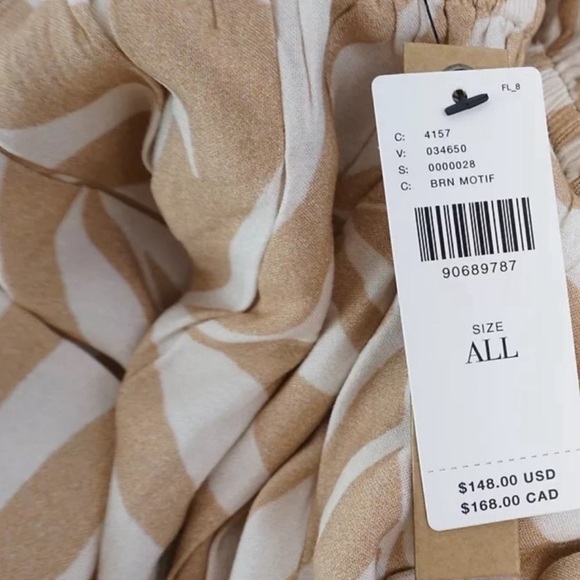 FL_8
C: 4157
V: 034650
S: 0000028
C: BRN MOTIF
90689787
SIZE
ALL
$148.00 USD
$168.00 CAD